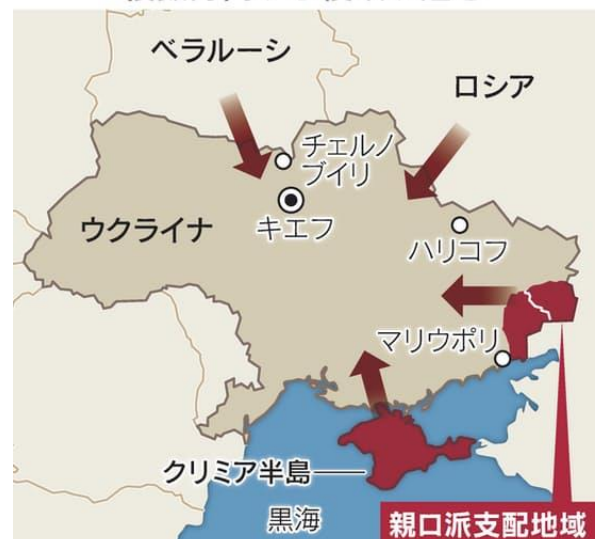 ベラルーシ
ロシア
チェルノ
ブイリ
キエフ
ウクライナ
ハリコフ
マリウポリ
クリミア半島
黒海
親ロ派支配地域